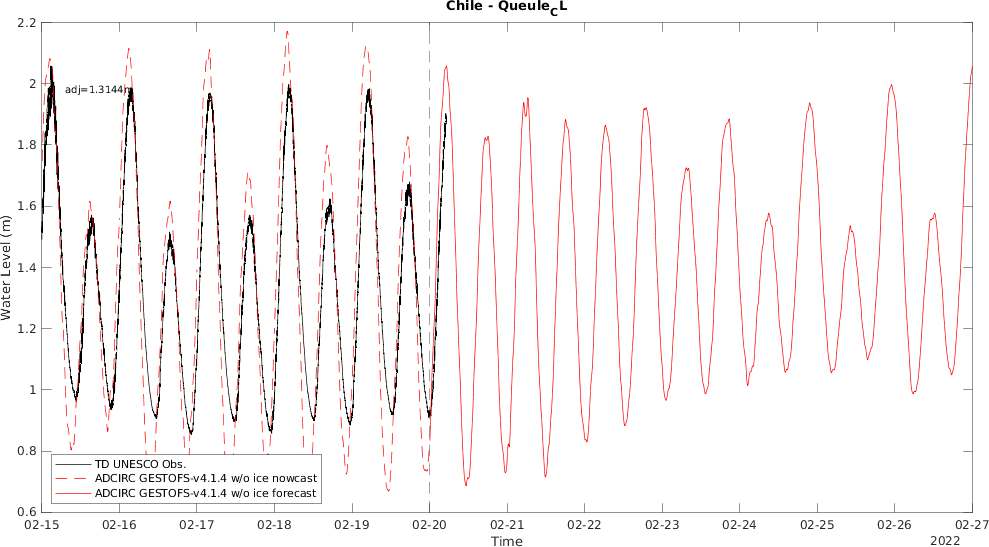 Chile - Queule_CL
2.2
2
1.8
1.6
1.4
1.2
1
0.8
0.6
Water Level (m)
adj=1.3144
TD UNESCO Obs.
ADCIRC GESTOFS-v4.1.4 w/o ice nowcast
ADCIRC GESTOFS-v4.1.4 w/o ice forecast
02-15 02-16 02-17 02-18 02-19 02-20 02-21 02-22 02-23 02-24 02-25 02-26 02-27
Time
2022